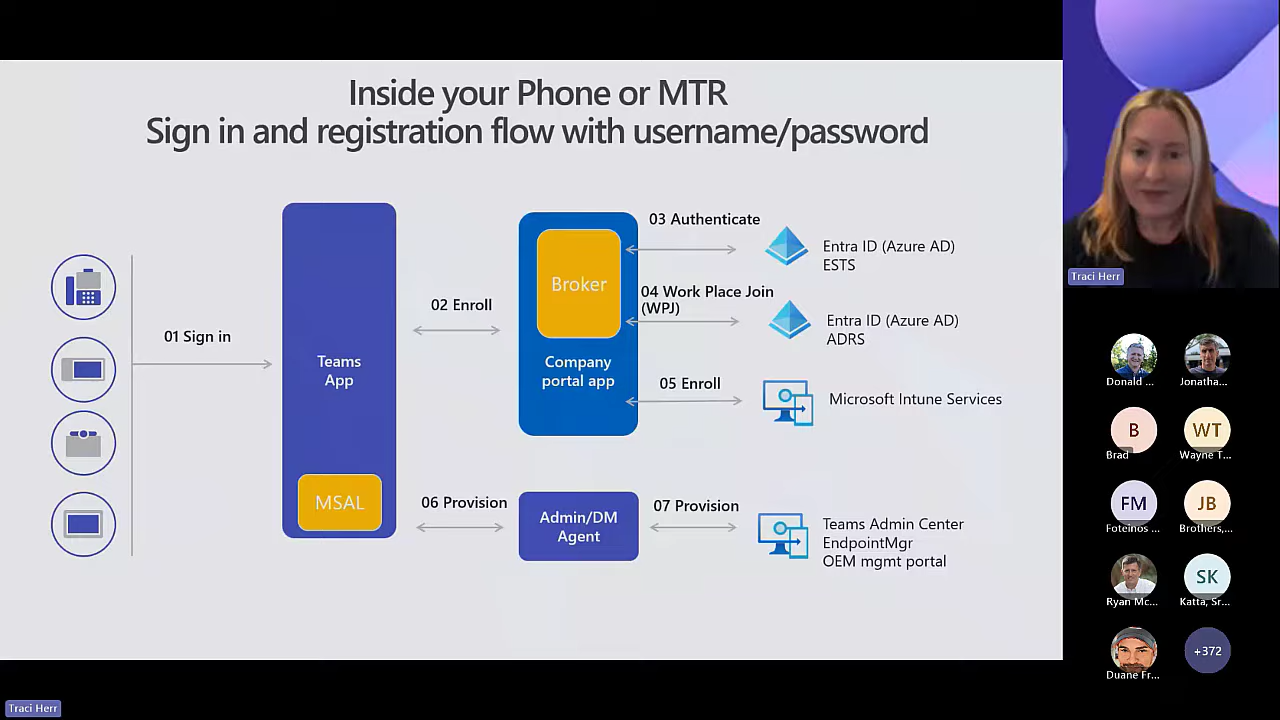 Inside your Phone or MTR
Sign in and registration flow with username/password
01 Sign in
Teams
App
MSAL
02 Enroll
Broker
Company
portal app
03 Authenticate
Entra ID (Azure AD)
ESTS
04 Work Place Join
(WPJ)
Entra ID (Azure AD)
ADRS
05 Enroll
Microsoft Intune Services
06 Provision
Admin/DM
Agent
07 Provision
Teams Admin Center
EndpointMgr
OEM mgmt portal
Traci Herr
Donald ...
Jonatha...
B
Brad
WT
Wayne T...
FM
Foteinos ...
JB
Brothers,...
Ryan Mc...
SK
Katta, Sr...
Duane Fr...
+372
Traci Herr